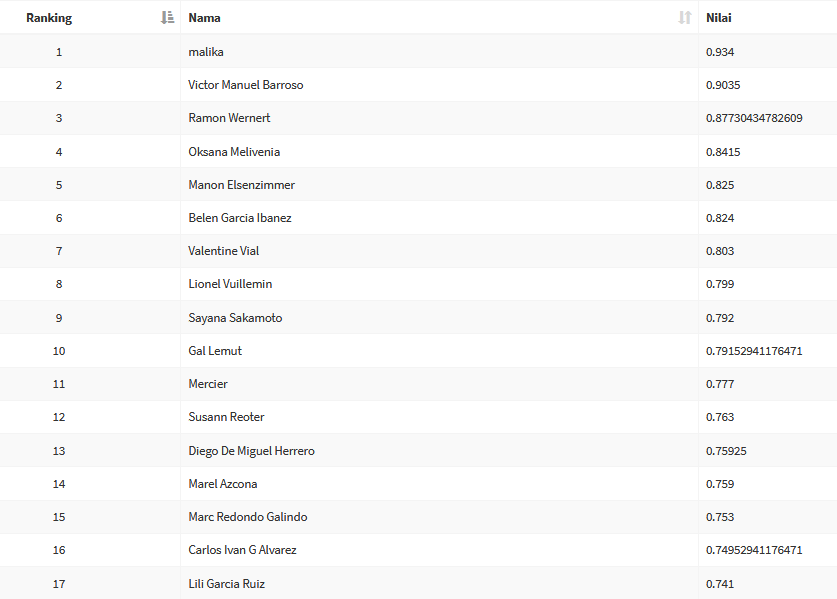 Ranking Nama Nilai
1 malika 0.934
2 Victor Manuel Barroso 0.9035
3 Ramon Wernert 0.87730434782609
4 Oksana Melivenia 0.8415
5 Manon Elsenzimmer 0.825
6 Belen Garcia Ibanez 0.824
7 Valentine Vial 0.803
8 Lionel Vuillemin 0.799
9 Sayana Sakamoto 0.792
10 Gal Lemut 0.79152941176471
11 Mercier 0.777
12 Susann Reoter 0.763
13 Diego De Miguel Herrero 0.75925
14 Marel Azcona 0.759
15 Marc Redondo Galindo 0.753
16 Carlos Ivan G Alvarez 0.74952941176471
17 Lili Garcia Ruiz 0.741